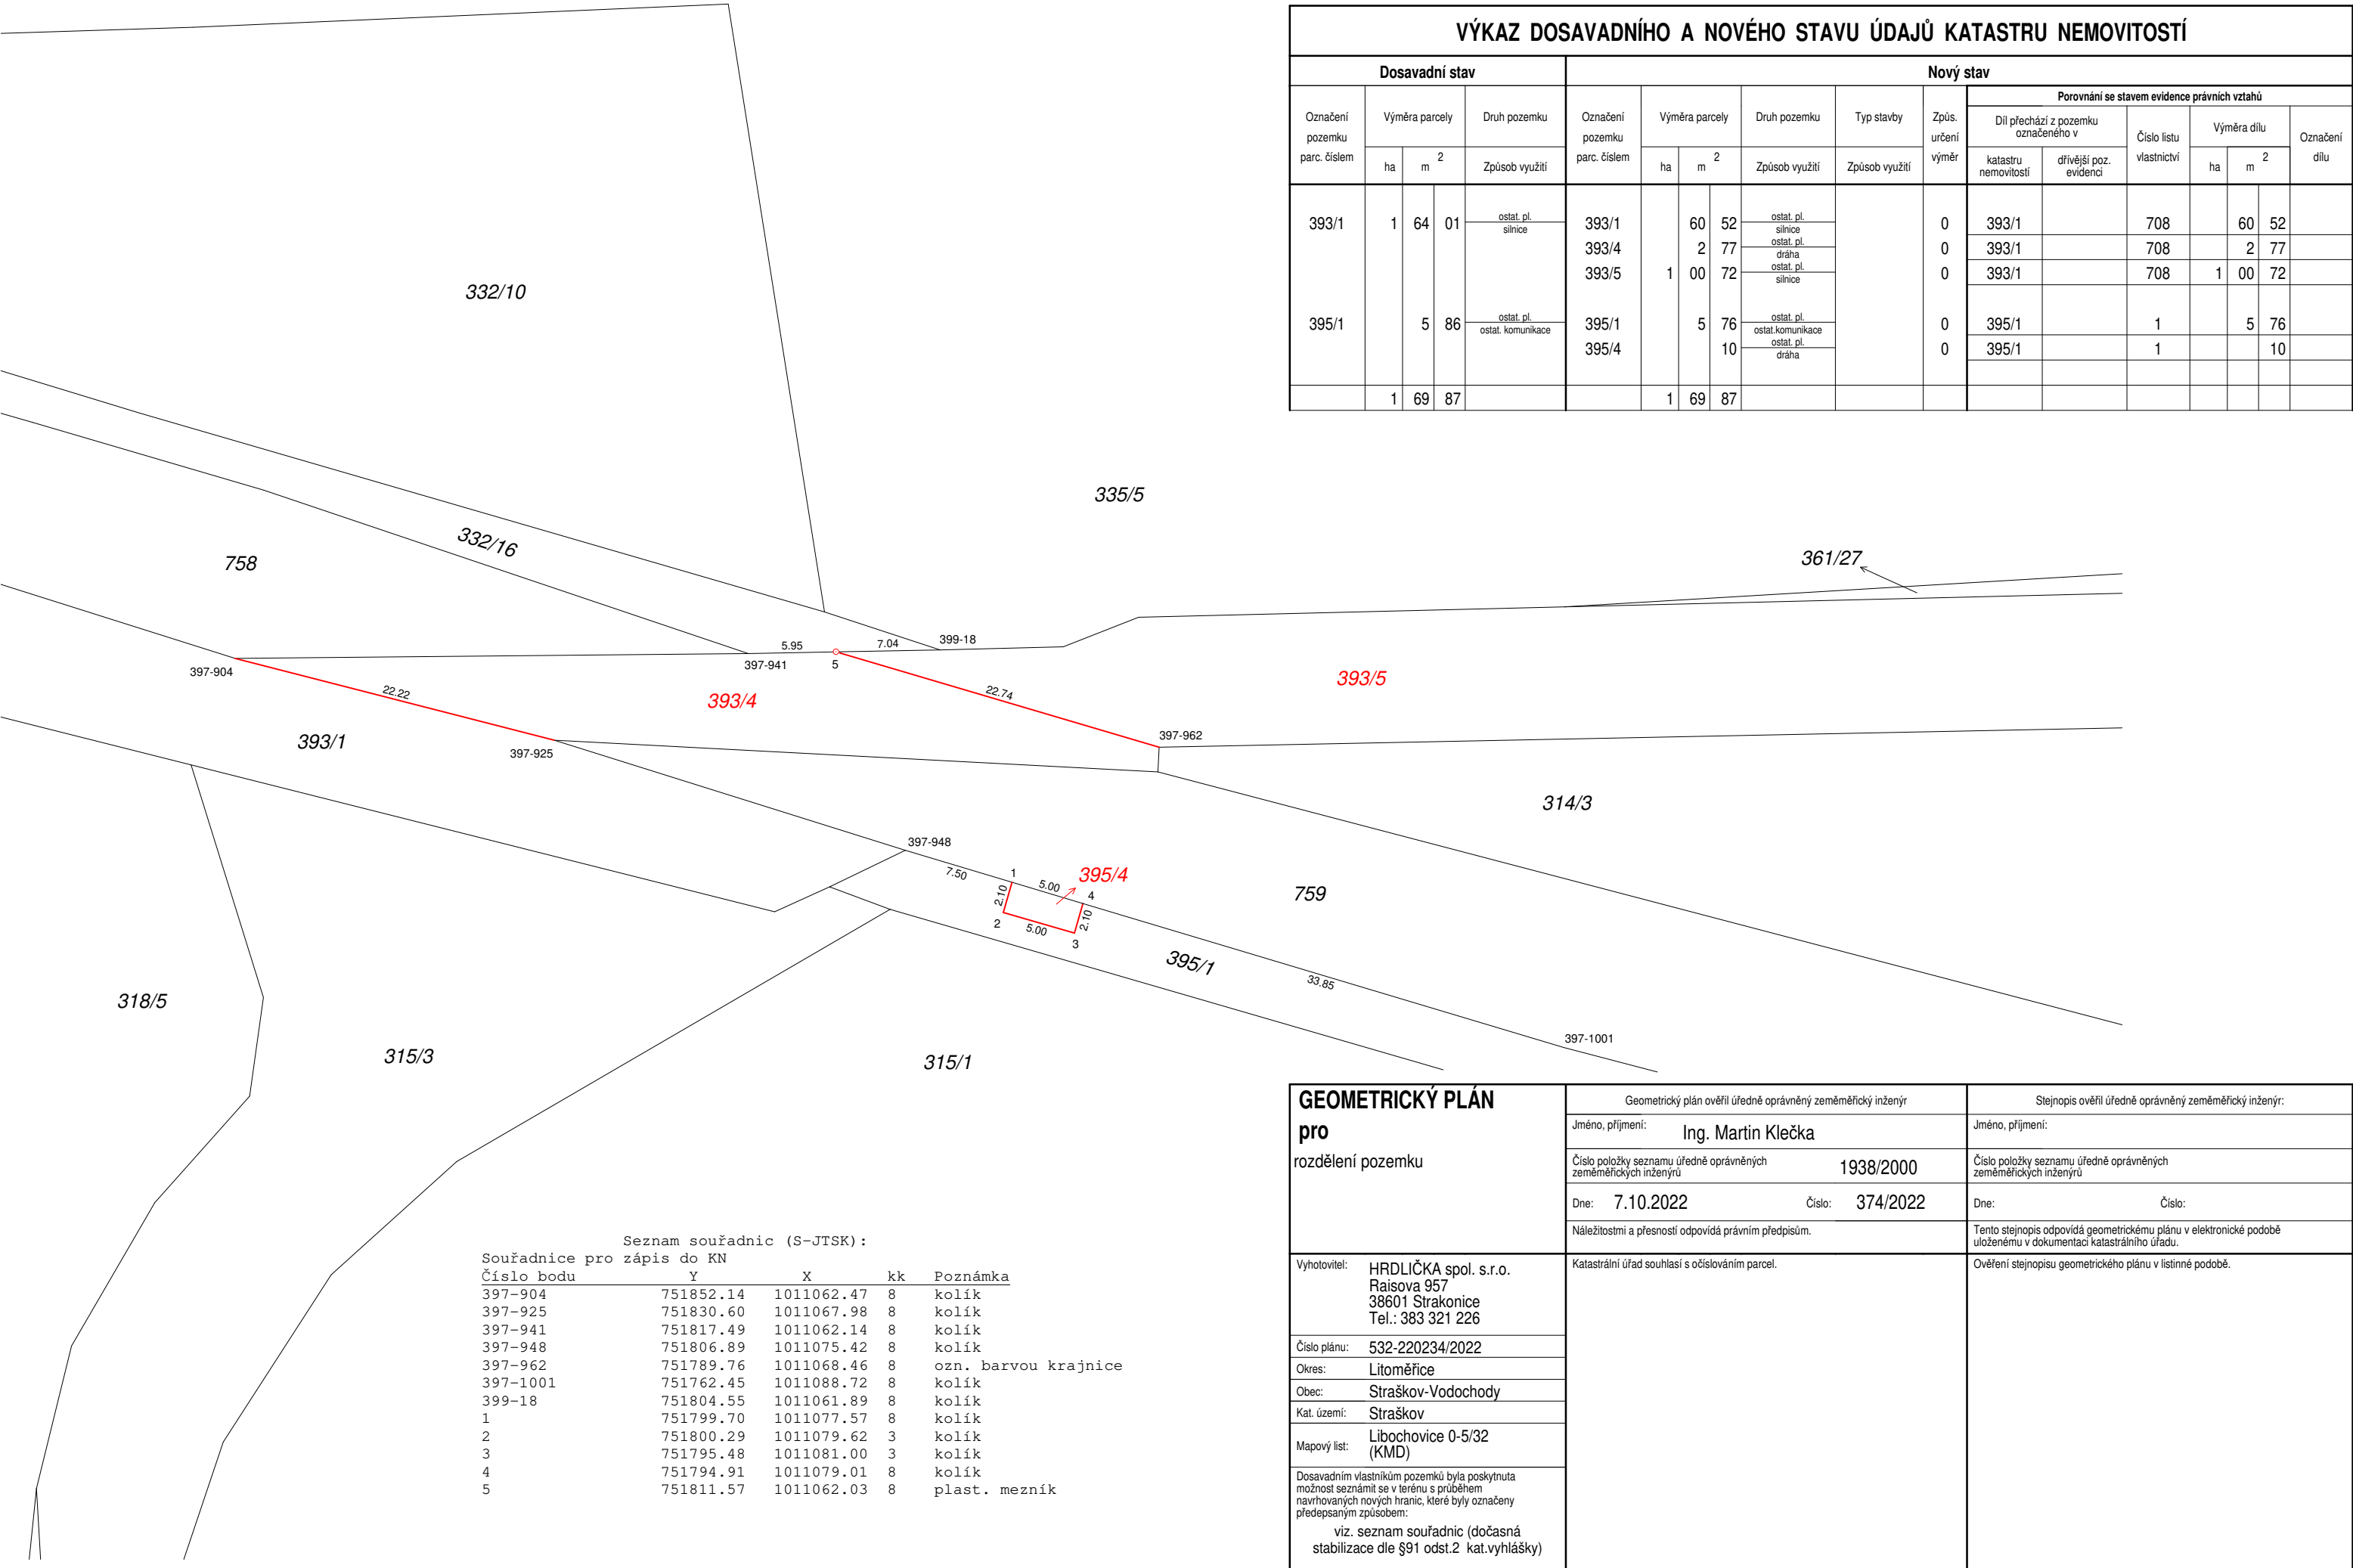 VÝKAZ DOSAVADNÍHO A NOVÉHO STAVU ÚDAJŮ KATASTRU NEMOVITOSTÍ
Dosavadní stav
Nový stav
Označení pozemku parc. číslem
Výměra parcely
ha
m2
Druh pozemku
Způsob využití
Označení pozemku parc. číslem
Výměra parcely
ha
m2
Druh pozemku
Způsob využití
Typ stavby
Způsob využití
Způs. určení výměr
Porovnání se stavem evidence právních vztahů
Díl přechází z pozemku označeného v
katastru nemovitostí
dřívější poz. evidenci
Číslo listu vlastnictví
Výměra dílu
ha
m2
Označení dílu
393/1 1 64 01 ostat. pl. silnice 393/1 60 52 ostat. pl. silnice 0 393/1 708 60 52
393/4 2 77 ostat. pl. dráha 0 393/1 708 2 77
393/5 1 00 72 ostat. pl. silnice 0 393/1 708 1 00 72
395/1 5 86 ostat. pl. ostat. komunikace 395/1 5 76 ostat. pl. ostat.komunikace 0 395/1 1 5 76
395/4 10 ostat. pl. dráha 0 395/1 1 10
1 69 87 1 69 87
332/10
335/5
332/16
758
361/27
5.95
7.04
399-18
397-904
397-941
5
22.22
393/4
22.74
393/5
393/1
397-925
397-962
314/3
397-948
7.50
1
5.00
395/4
4
2.10
2.10
2
5.00
3
759
395/1
33.85
318/5
315/3
315/1
397-1001
Seznam souřadnic (S-JTSK):
Souřadnice pro zápis do KN
Číslo bodu Y X kk Poznámka
397-904 751852.14 1011062.47 8 kolík
397-925 751830.60 1011067.98 8 kolík
397-941 751817.49 1011062.14 8 kolík
397-948 751806.89 1011075.42 8 kolík
397-962 751789.76 1011068.46 8 ozn. barvou krajnice
397-1001 751762.45 1011088.72 8 kolík
399-18 751804.55 1011061.89 8 kolík
1 751799.70 1011077.57 8 kolík
2 751800.29 1011079.62 3 kolík
3 751795.48 1011081.00 3 kolík
4 751794.91 1011079.01 8 kolík
5 751811.57 1011062.03 8 plast. mezník
GEOMETRICKÝ PLÁN
pro
rozdělení pozemku
Geometrický plán ověřil úředně oprávněný zeměměřický inženýr
Jméno, příjmení: Ing. Martin Klečka
Číslo položky seznamu úředně oprávněných
zeměměřických inženýrů 1938/2000
Dne: 7.10.2022 Číslo: 374/2022
Náležitostmi a přesností odpovídá právním předpisům.
Stejnopis ověřil úředně oprávněný zeměměřický inženýr:
Jméno, příjmení:
Číslo položky seznamu úředně oprávněných
zeměměřických inženýrů
Dne: Číslo:
Tento stejnopis odpovídá geometrickému plánu v elektronické podobě
uloženému v dokumentaci katastrálního úřadu.
Vyhotovitel: HRDLIČKA spol. s.r.o.
Raisova 957
38601 Strakonice
Tel.: 383 321 226
Číslo plánu: 532-220234/2022
Okres: Litoměřice
Obec: Straškov-Vodochody
Kat. území: Straškov
Mapový list: Libochovice 0-5/32
(KMD)
Dosavadním vlastníkům pozemků byla poskytnuta
možnost seznámit se v terénu s průběhem
navrhovaných nových hranic, které byly označeny
předepsaným způsobem:
viz. seznam souřadnic (dočasná
stabilizace dle §91 odst.2 kat.vyhlášky)
Katastrální úřad souhlasí s očíslováním parcel.
Ověření stejnopisu geometrického plánu v listinné podobě.